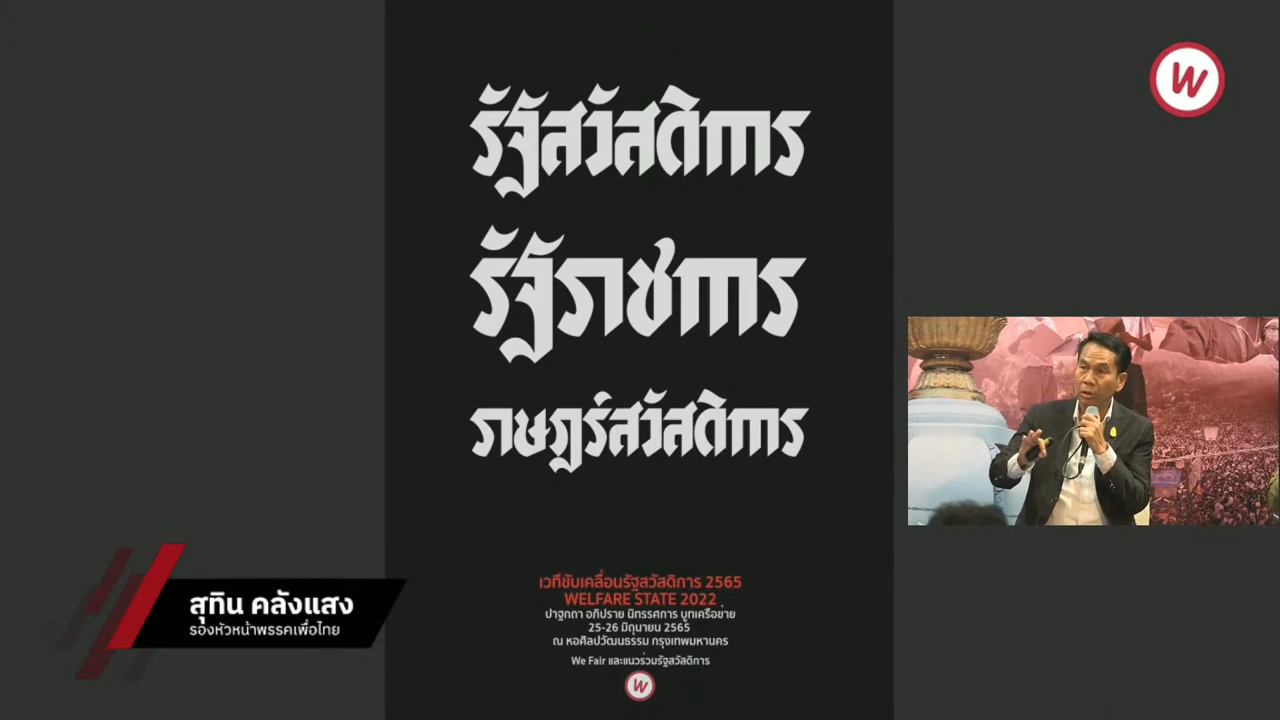 รัฐสวัสดิการ
รัฐราชการ
ราษฎรสวัสดิการ
เวทีขับเคลื่อนรัฐสวัสดิการ 2565
WELFARE STATE 2022
ปาฐกถา อภิปราย นิทรรศการ บูทเครือข่าย
25-26 มิถุนายน 2565
ณ หอศิลปวัฒนธรรม กรุงเทพมหานคร
We Fair และแนวร่วมรัฐสวัสดิการ
W
W
สุทิน คลังแสง
รองหัวหน้าพรรคเพื่อไทย